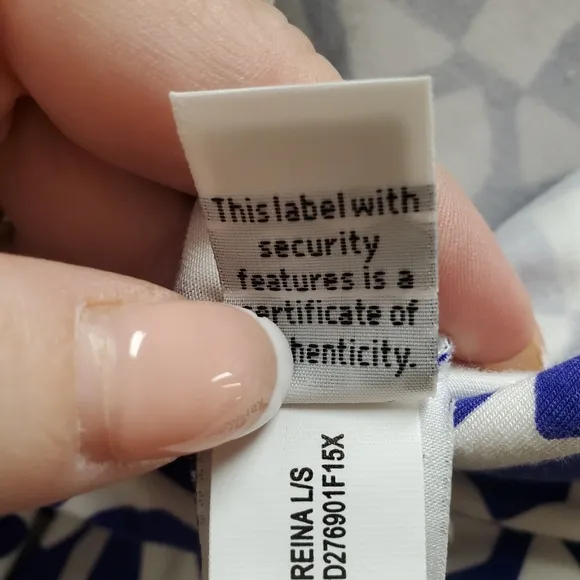 This label with
security
features is a
ertificate of
henticity.
REINA L/S
D276901F15X